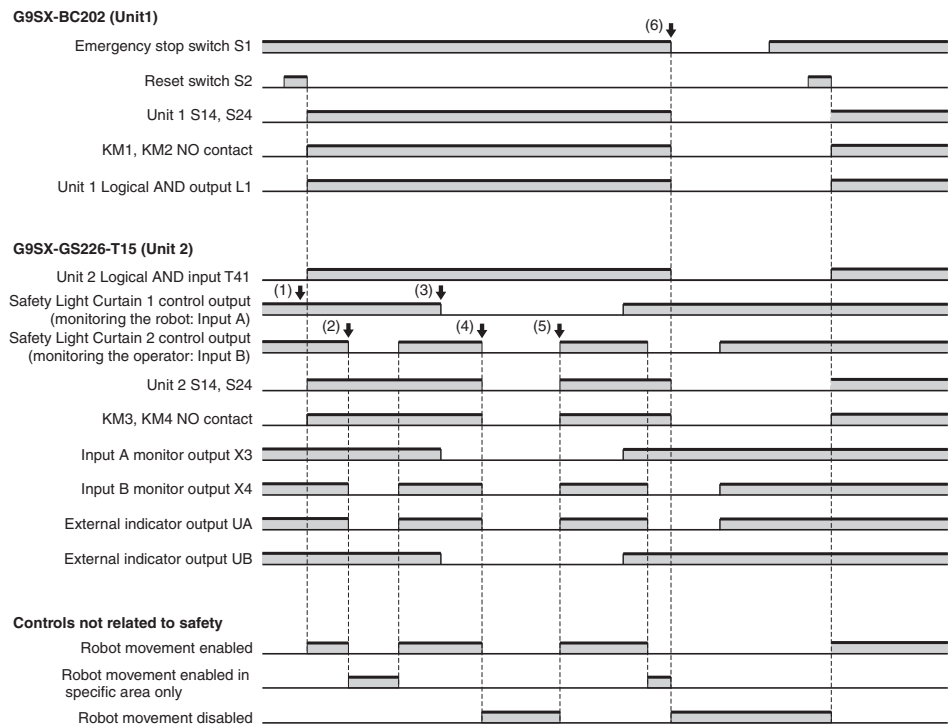 G9SX-BC202 (Unit1)
(6)
Emergency stop switch S1
Reset switch S2
Unit 1 S14, S24
KM1, KM2 NO contact
Unit 1 Logical AND output L1
G9SX-GS226-T15 (Unit 2)
Unit 2 Logical AND input T41
(1)
(3)
Safety Light Curtain 1 control output
(monitoring the robot: Input A)
(2)
(4)
(5)
Safety Light Curtain 2 control output
(monitoring the operator: Input B)
Unit 2 S14, S24
KM3, KM4 NO contact
Input A monitor output X3
Input B monitor output X4
External indicator output UA
External indicator output UB
Controls not related to safety
Robot movement enabled
Robot movement enabled in
specific area only
Robot movement disabled